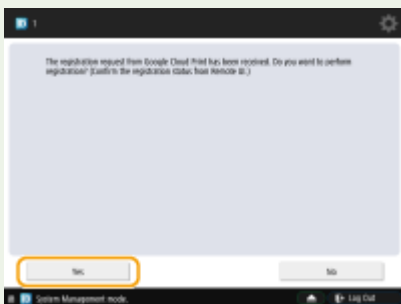 1
The registration request from Google Cloud Print has been received. Do you want to perform
registration? (Confirm the registration status from Remote UI.)
Yes
No
System Management mode.
Log Out